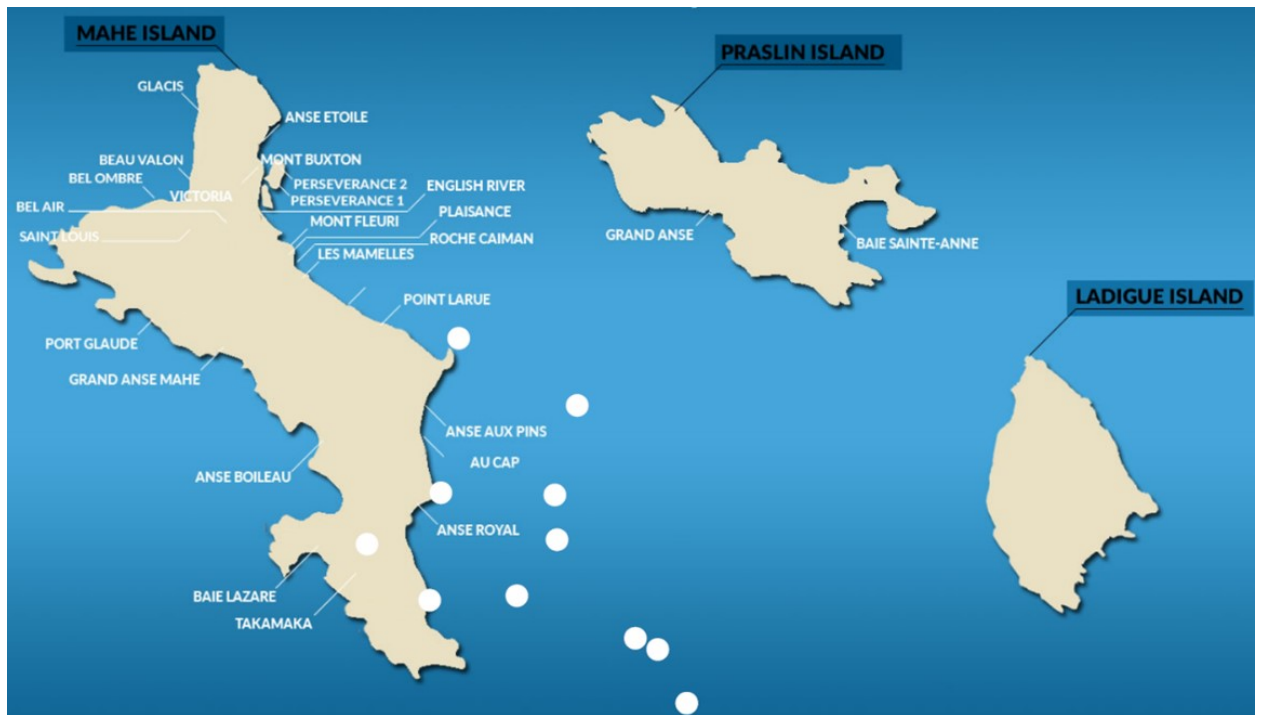 MAHE ISLAND
GLACIS
ANSE ETOILE
BEAU VALON
MONT BUXTON
BEL OMBRE
PERSEVERANCE 2
VICTORIA
PERSEVERANCE 1
ENGLISH RIVER
BEL AIR
MONT FLEURI
PLAISANCE
SAINT LOUIS
ROCHE CAIMAN
LES MAMELLES
POINT LARUE
PORT GLAUDE
GRAND ANSE MAHE
ANSE AUX PINS
AU CAP
ANSE BOILEAU
ANSE ROYAL
BAIE LAZARE
TAKAMAKA
PRASLIN ISLAND
GRAND ANSE
BAIE SAINTE-ANNE
LADIGUE ISLAND